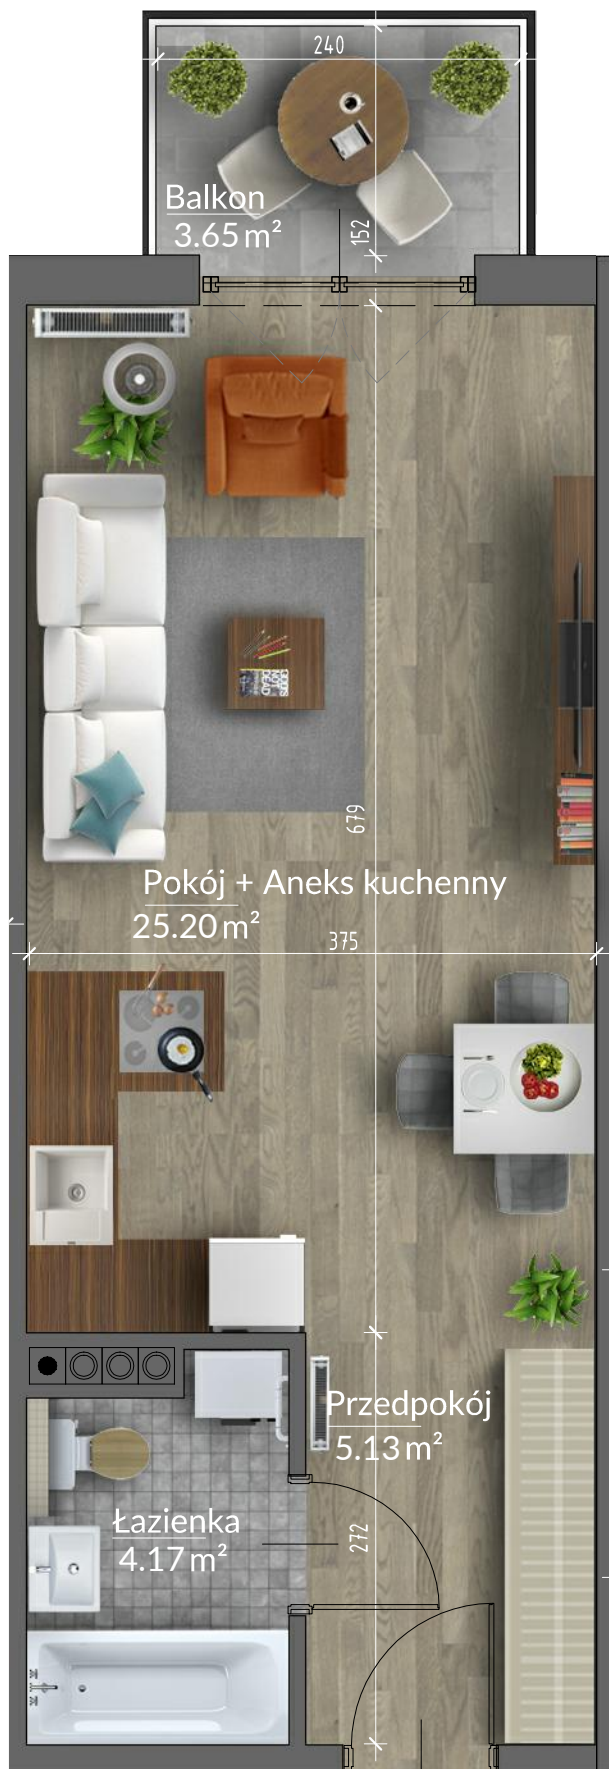 240
Balkon
3.65 m²
152
679
Pokój + Aneks kuchenny
25.20 m²
375
Przedpokój
5.13 m²
Łazienka
4.17 m²
272